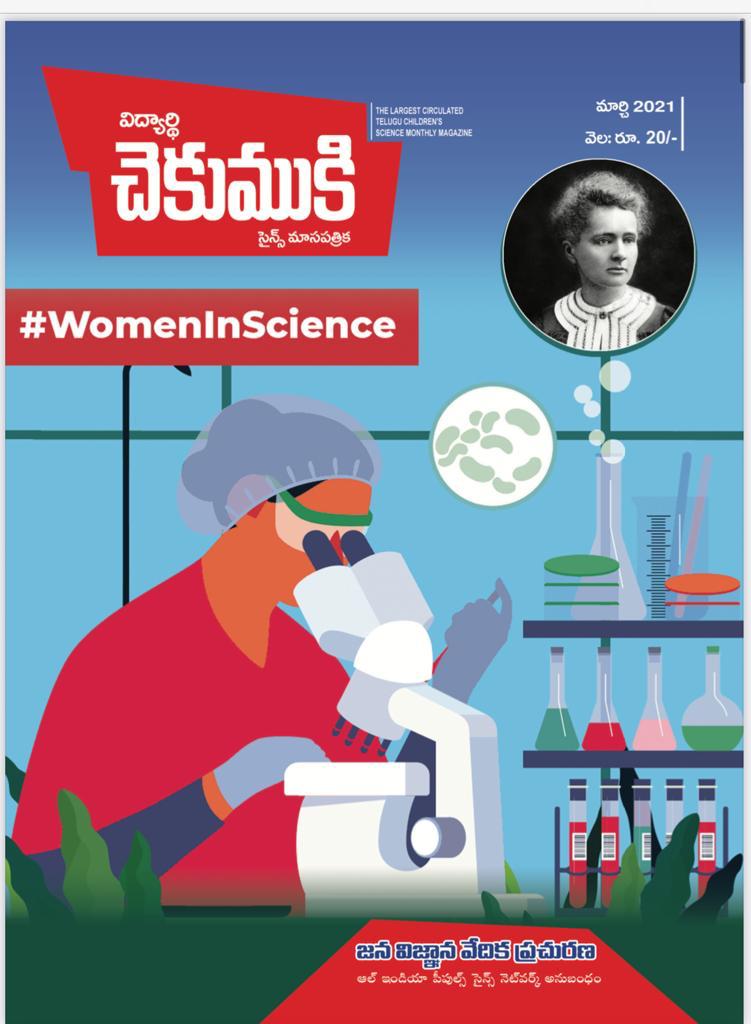 విద్యార్థి
చెకుముకి
సైన్స్ మాసపత్రిక
THE LARGEST CIRCULATED
TELUGU CHILDREN'S
SCIENCE MONTHLY MAGAZINE
మార్చి 2021
వెల: రూ. 20/-
#WomenInScience
జన విజ్ఞాన వేదిక ప్రచురణ
ఆల్ ఇండియా పీపుల్స్ సైన్స్ నెట్‌వర్క్ అనుబంధం